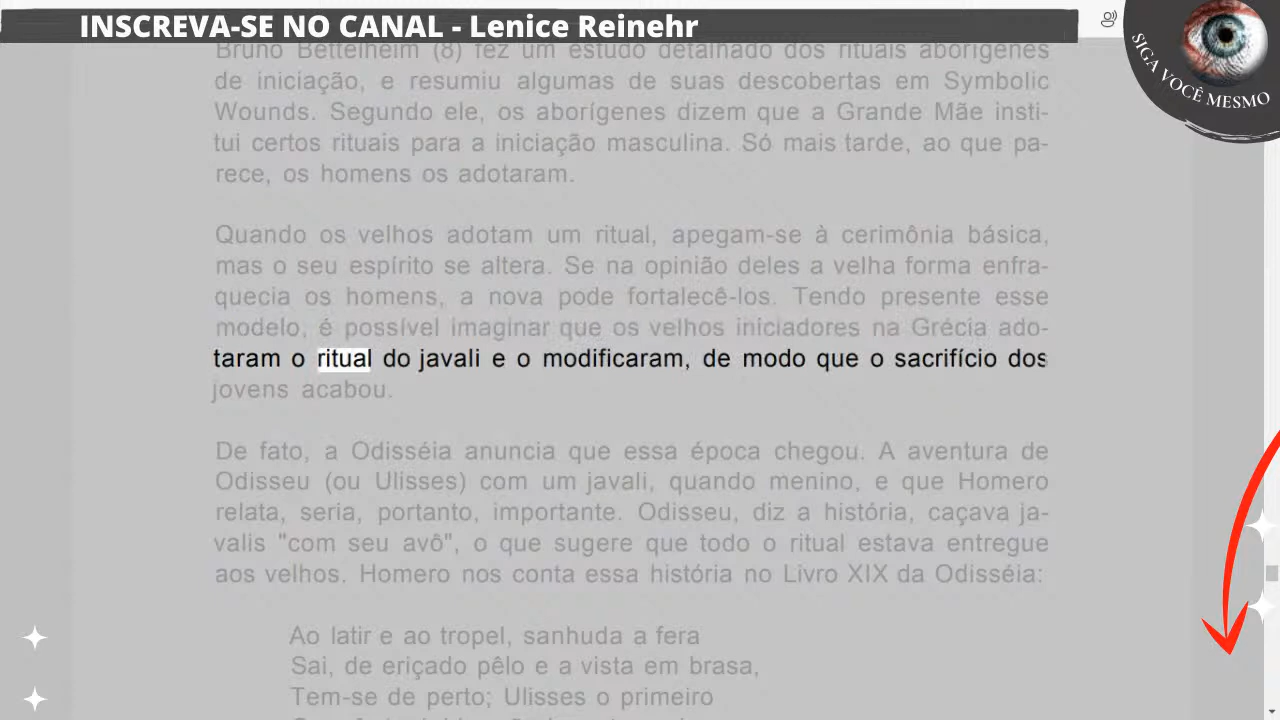 INSCREVA-SE NO CANAL - Lenice Reinehr
SIGA VOCÊ MESMO
Bruno Bettelheim (8) fez um estudo detalhado dos rituais aborígenes
de iniciação, e resumiu algumas de suas descobertas em Symbolic
Wounds. Segundo ele, os aborígenes dizem que a Grande Mãe insti-
tui certos rituais para a iniciação masculina. Só mais tarde, ao que pa-
rece, os homens os adotaram.
Quando os velhos adotam um ritual, apegam-se à cerimônia básica,
mas o seu espírito se altera. Se na opinião deles a velha forma enfra-
quecia os homens, a nova pode fortalecê-los. Tendo presente esse
modelo, é possível imaginar que os velhos iniciadores na Grécia ado-
taram o ritual do javali e o modificaram, de modo que o sacrifício dos
jovens acabou.
De fato, a Odisséia anuncia que essa época chegou. A aventura de
Odisseu (ou Ulisses) com um javali, quando menino, e que Homero
relata, seria, portanto, importante. Odisseu, diz a história, caçava ja-
valis "com seu avô", o que sugere que todo o ritual estava entregue
aos velhos. Homero nos conta essa história no Livro XIX da Odisséia:
Ao latir e ao tropel, sanhuda a fera
Sai, de eriçado pêlo e a vista em brasa,
Tem-se de perto; Ulisses o primeiro